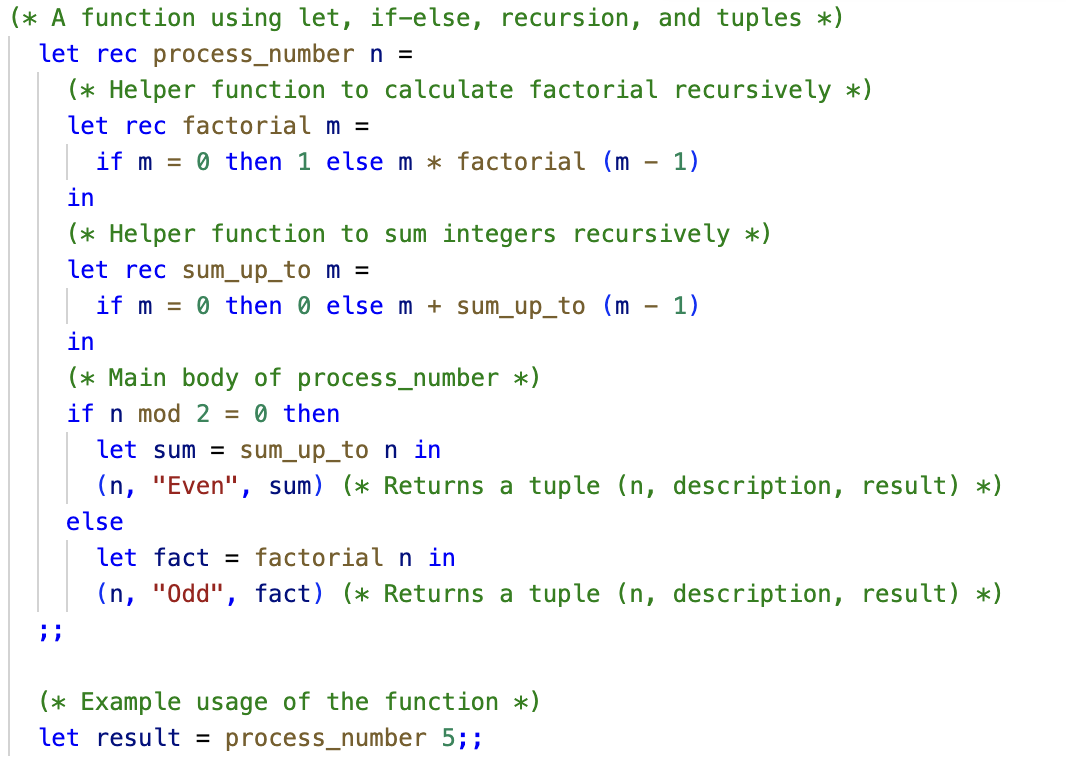 (* A function using let, if-else, recursion, and tuples *)
let rec process_number n =
(* Helper function to calculate factorial recursively *)
let rec factorial m =
if m = 0 then 1 else m * factorial (m - 1)
in
(* Helper function to sum integers recursively *)
let rec sum_up_to m =
if m = 0 then 0 else m + sum_up_to (m - 1)
in
(* Main body of process_number *)
if n mod 2 = 0 then
let sum = sum_up_to n in
(n, "Even", sum) (* Returns a tuple (n, description, result) *)
else
let fact = factorial n in
(n, "Odd", fact) (* Returns a tuple (n, description, result) *)
;;
(* Example usage of the function *)
let result = process_number 5;;